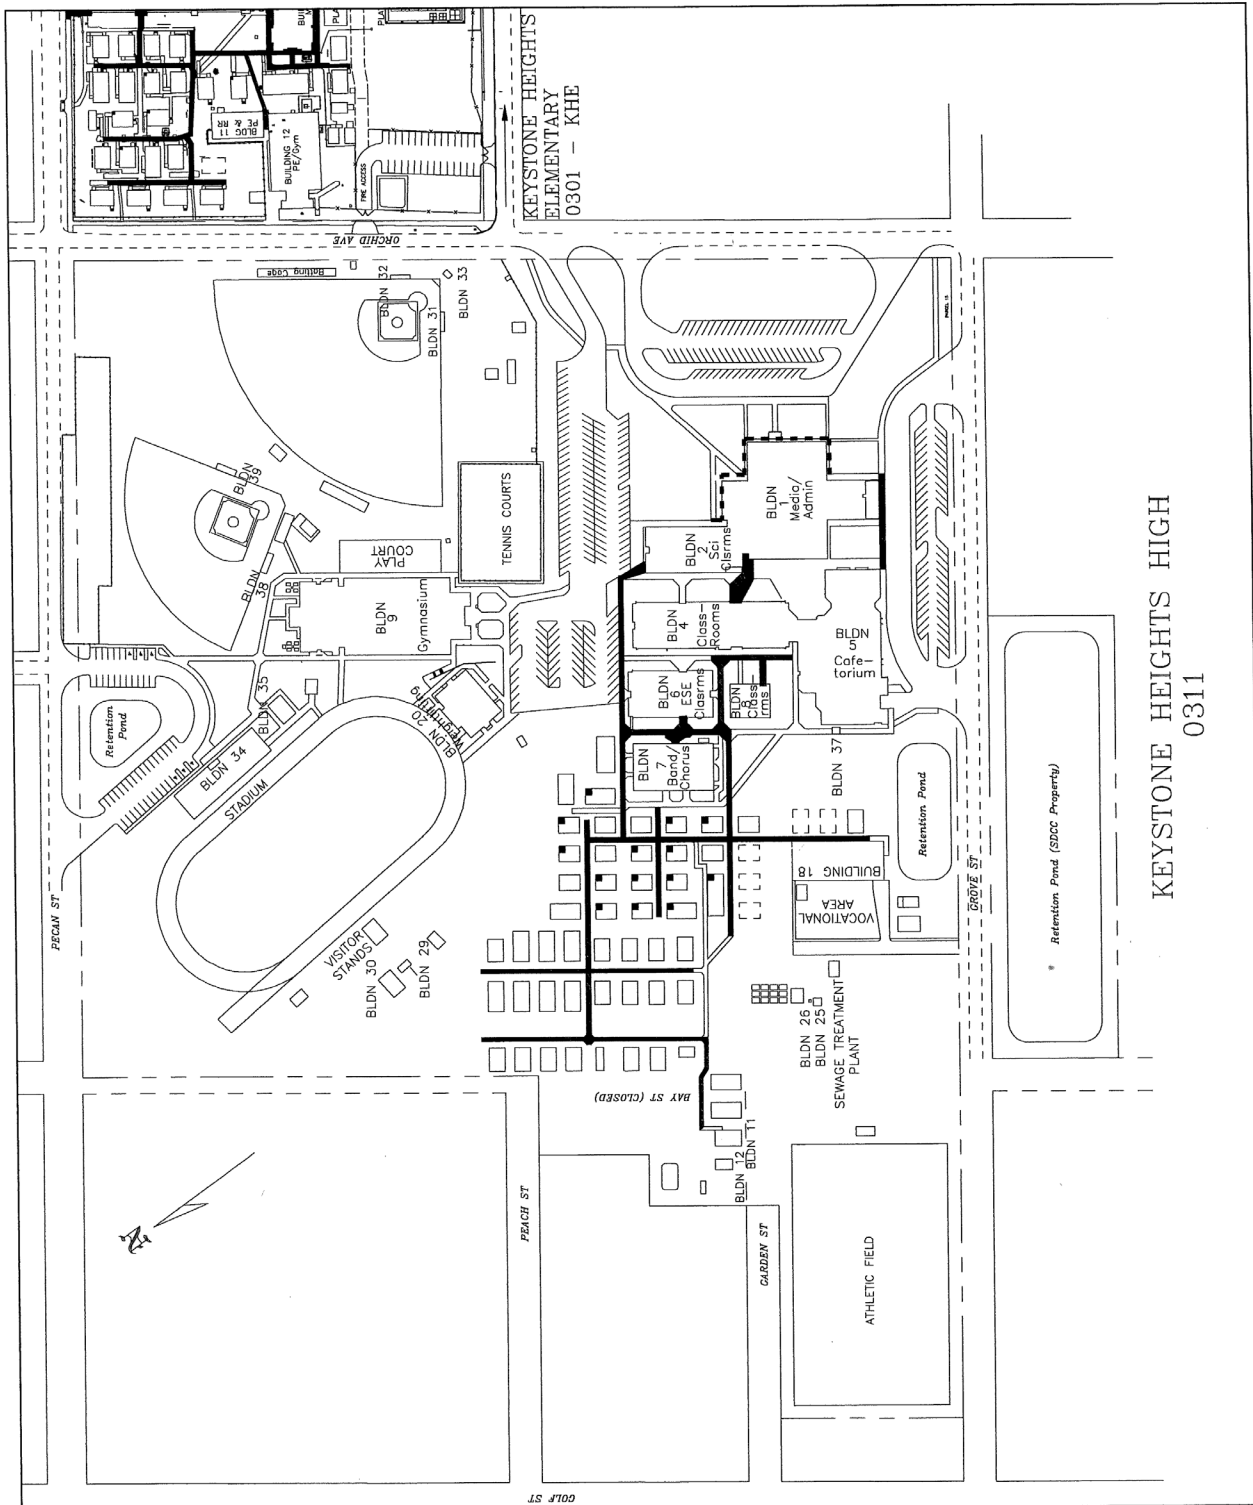 KEYSTONE HEIGHTS
ELEMENTARY
0301 - KHE
BLDG 11
PE & RR
BUILDING 12
PE/Gym
FIRE ACCESS
ORCHID AVE
Batting Cage
BLDN 32
BLDN 33
BLDN 31
PARCEL 15
BLDN
39
BLDN
38
PLAY
COURT
TENNIS COURTS
BLDN
1
Media/
Admin
BLDN
2
Sci
Clsrms
BLDN
9
Gymnasium
BLDN
4
Class-
Rooms
BLDN
5
Cafe-
torium
BLDN
6
ESE
Clasrms
BLDN
8
Class-
rms
BLDN
7
Band/
Chorus
BLDN 20
Weightlifting
BLDN 35
BLDN 34
STADIUM
Retention
Pond
BLDN 37
Retention
Pond
BUILDING 18
VOCATIONAL
AREA
PECAN ST
GROVE ST
Retention Pond (SDCC Property)
KEYSTONE HEIGHTS HIGH
0311
VISITOR
STANDS
BLDN 30
BLDN 29
BLDN 26
BLDN 25
SEWAGE TREATMENT
PLANT
BAY ST (CLOSED)
BLDN 11
BLDN 12
N
PEACH ST
GARDEN ST
ATHLETIC FIELD
GOLF ST